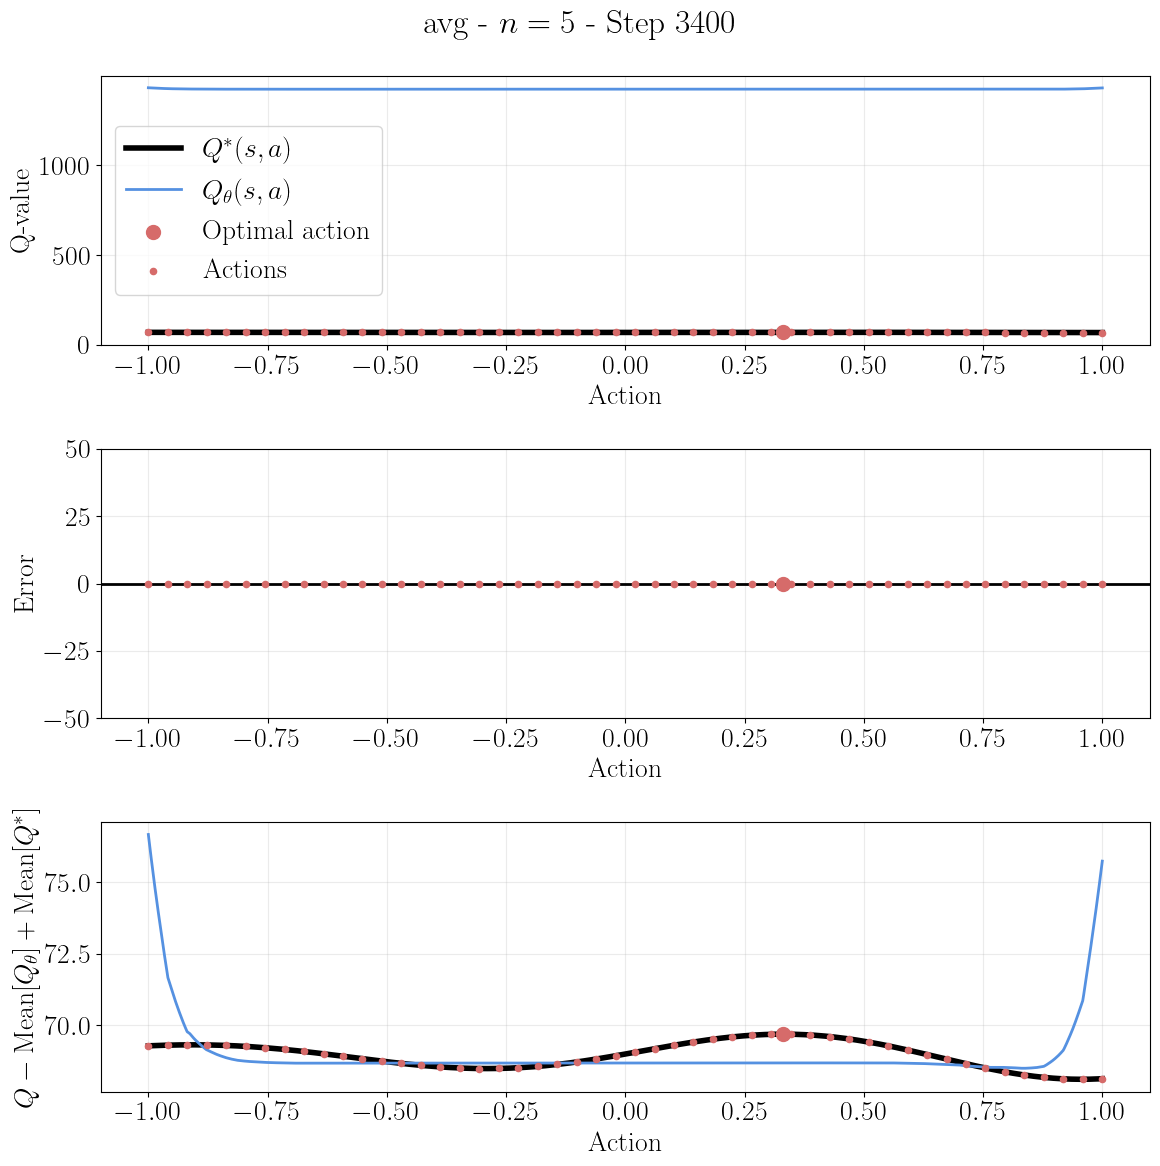 avg - n = 5 - Step 3400
Q-value
1000
500
0
Q*(s, a)
Qθ(s, a)
Optimal action
Actions
−1.00 −0.75 −0.50 −0.25 0.00 0.25 0.50 0.75 1.00
Action
Error
50
25
0
−25
−50
−1.00 −0.75 −0.50 −0.25 0.00 0.25 0.50 0.75 1.00
Action
Q − Mean[Qθ] + Mean[Q*]
75.0
72.5
70.0
−1.00 −0.75 −0.50 −0.25 0.00 0.25 0.50 0.75 1.00
Action